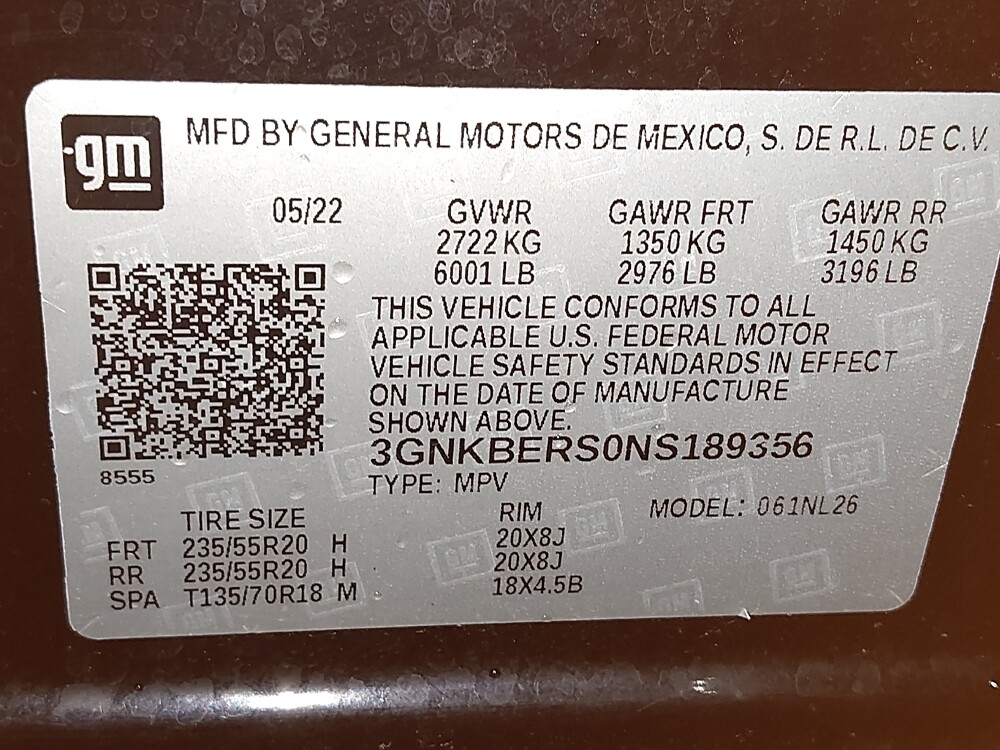 gm
MFD BY GENERAL MOTORS DE MEXICO, S. DE R.L. DE C.V.
05/22 GVWR GAWR FRT GAWR RR
2722 KG 1350 KG 1450 KG
6001 LB 2976 LB 3196 LB
THIS VEHICLE CONFORMS TO ALL
APPLICABLE U.S. FEDERAL MOTOR
VEHICLE SAFETY STANDARDS IN EFFECT
ON THE DATE OF MANUFACTURE
SHOWN ABOVE.
3GNKBERS0NS189356
8555
TYPE: MPV
TIRE SIZE RIM MODEL: 061NL26
FRT 235/55R20 H 20X8J
RR 235/55R20 H 20X8J
SPA T135/70R18 M 18X4.5B